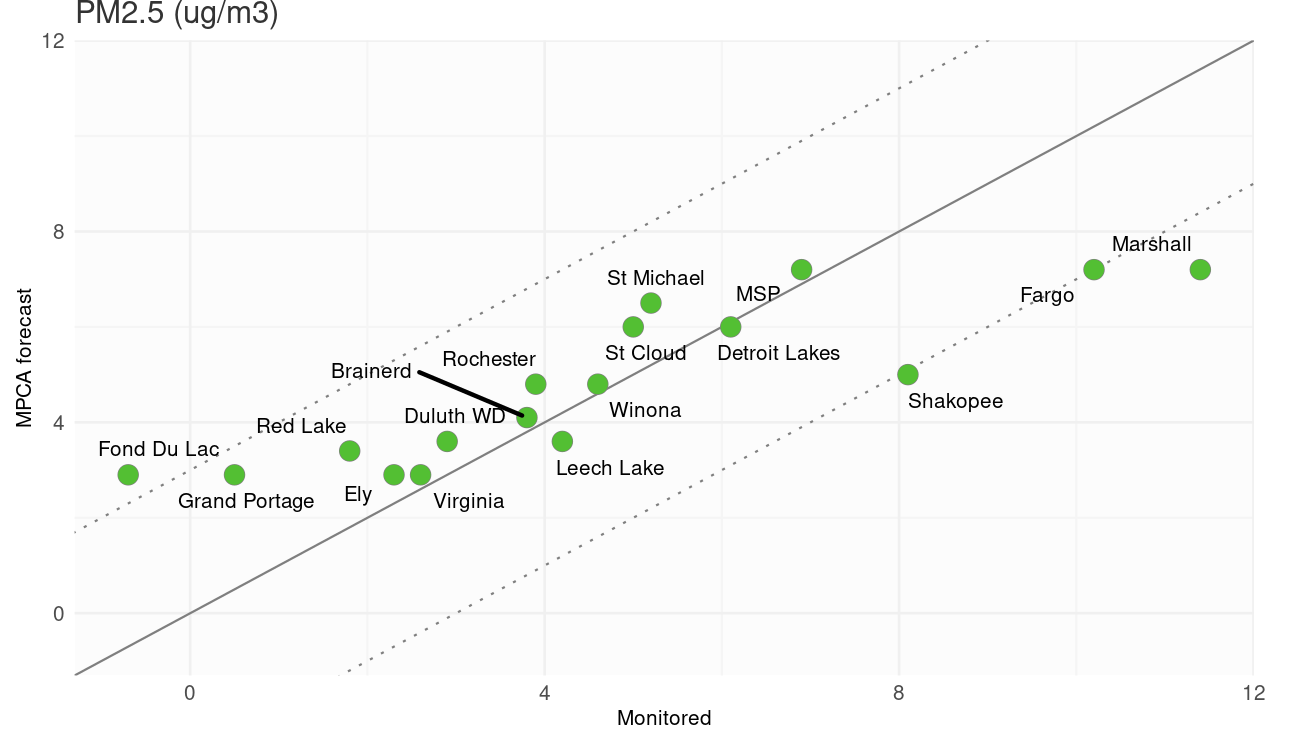 PM2.5 (ug/m3)
12
8
4
0
MPCA forecast
Marshall
St Michael
MSP
Fargo
St Cloud
Detroit Lakes
Rochester
Brainerd
Shakopee
Winona
Duluth WD
Red Lake
Fond Du Lac
Leech Lake
Ely
Grand Portage
Virginia
0
4
8
12
Monitored